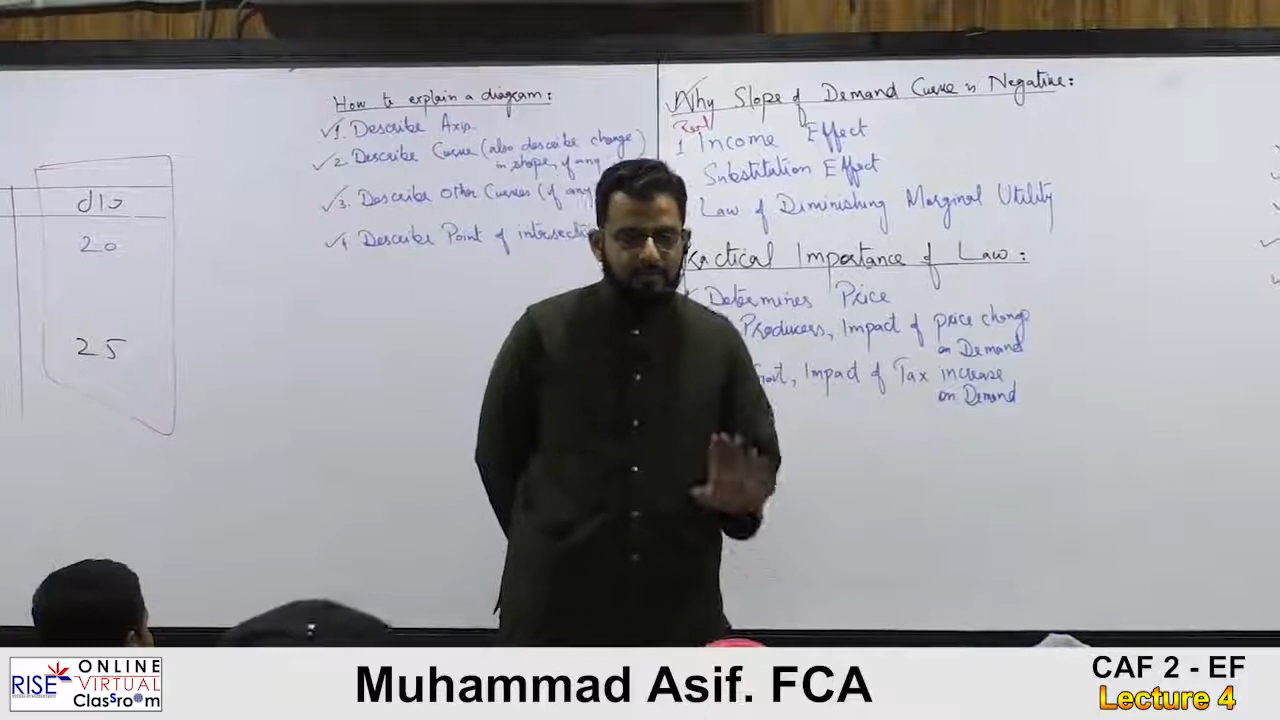 d10
20
25
How to explain a diagram:
1. Describe Axis
2. Describe Curve (also describe change)
in shape, if any
3. Describe Other Curves (if any
4. Describe Point of intersecti
Why Slope of Demand Curve is Negative:
Real
1 Income Effect
Substitution Effect
Law of Diminishing Marginal Utility
ractical Importance of Law:
Determines Price
Producers, Impact of price change
on Demand
Govt, Impact of Tax increase
on Demand
RISE
ONLINE
VIRTUAL
Classroom
Muhammad Asif. FCA
CAF 2 - EF
Lecture 4